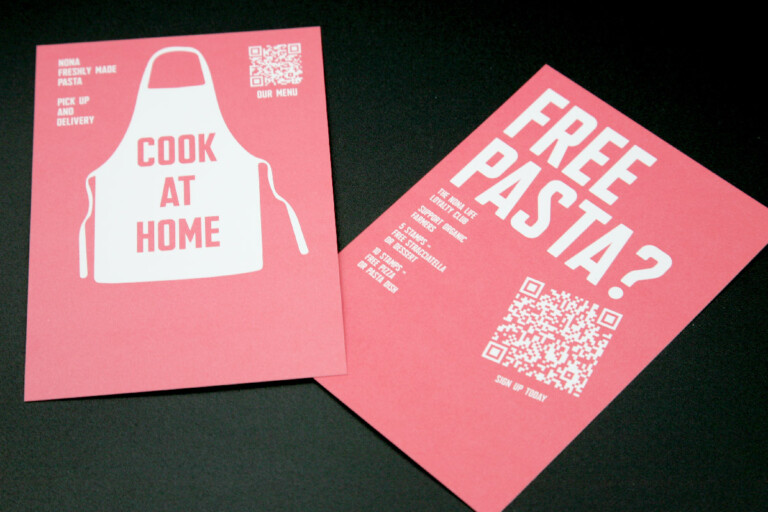 NONA
FRESHLY MADE
PASTA
PICK UP
AND
DELIVERY
OUR MENU
COOK
AT
HOME
FREE
PASTA?
THE NONA LIFE
LOYALTY CLUB
SUPPORT ORGANIC
FARMERS
5 STAMPS -
FREE STRACCIATELLA
OR DESSERT
10 STAMPS -
FREE PIZZA
OR PASTA DISH
SIGN UP TODAY